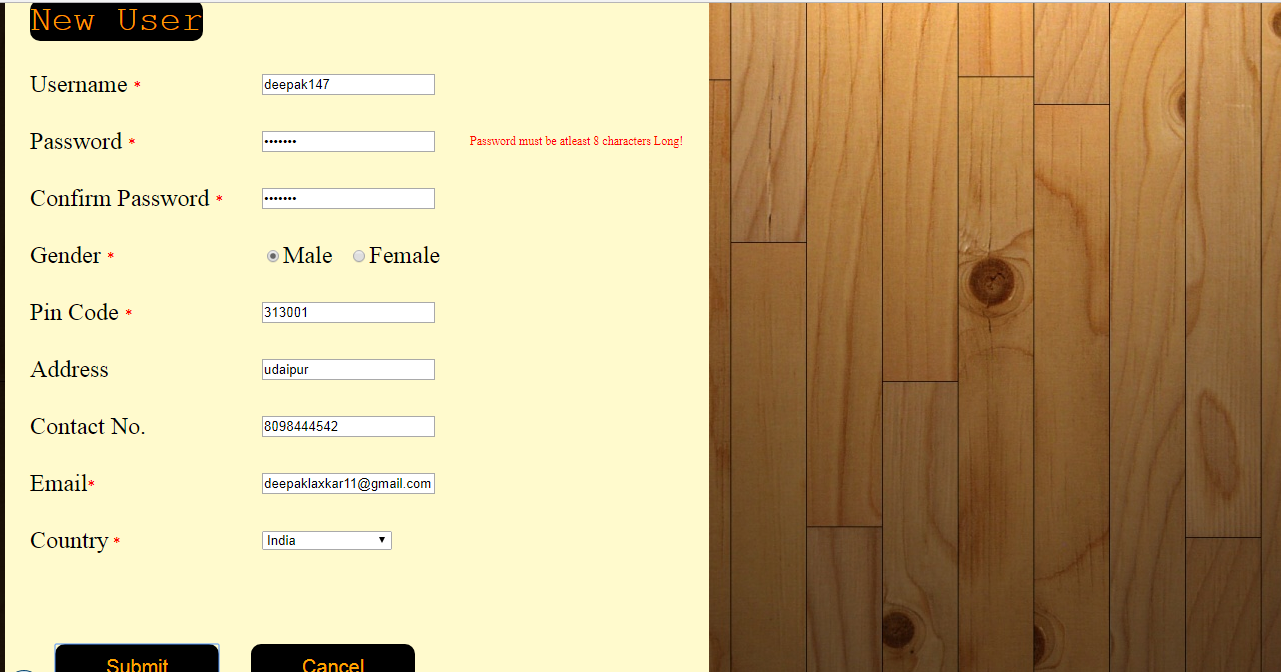 New User
Username * deepak147
Password * ••••••• Password must be atleast 8 characters Long!
Confirm Password * •••••••
Gender * Male Female
Pin Code * 313001
Address udaipur
Contact No. 8098444542
Email* deepaklaxkar11@gmail.com
Country * India
Submit Cancel